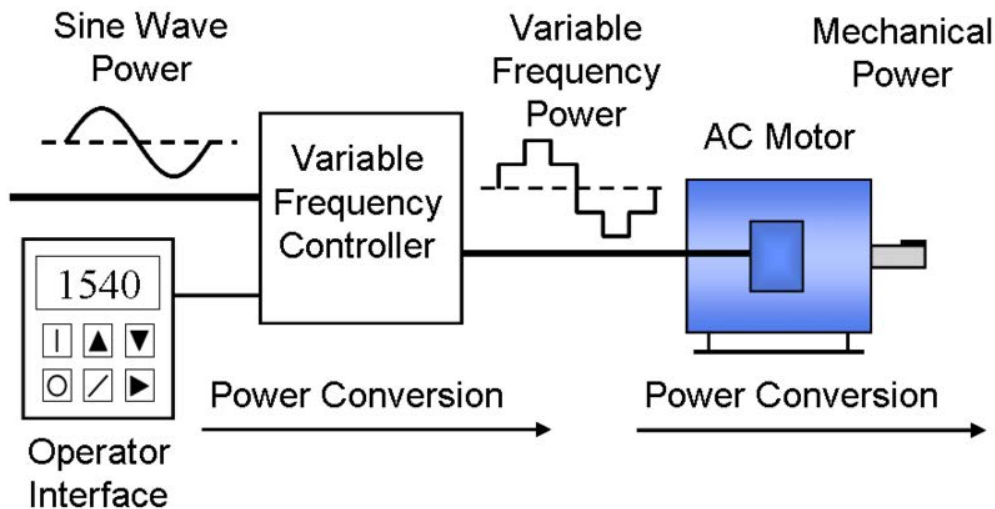 Sine Wave
Power
Variable
Frequency
Power
Mechanical
Power
AC Motor
Variable
Frequency
Controller
1540
Power Conversion
Power Conversion
Operator
Interface